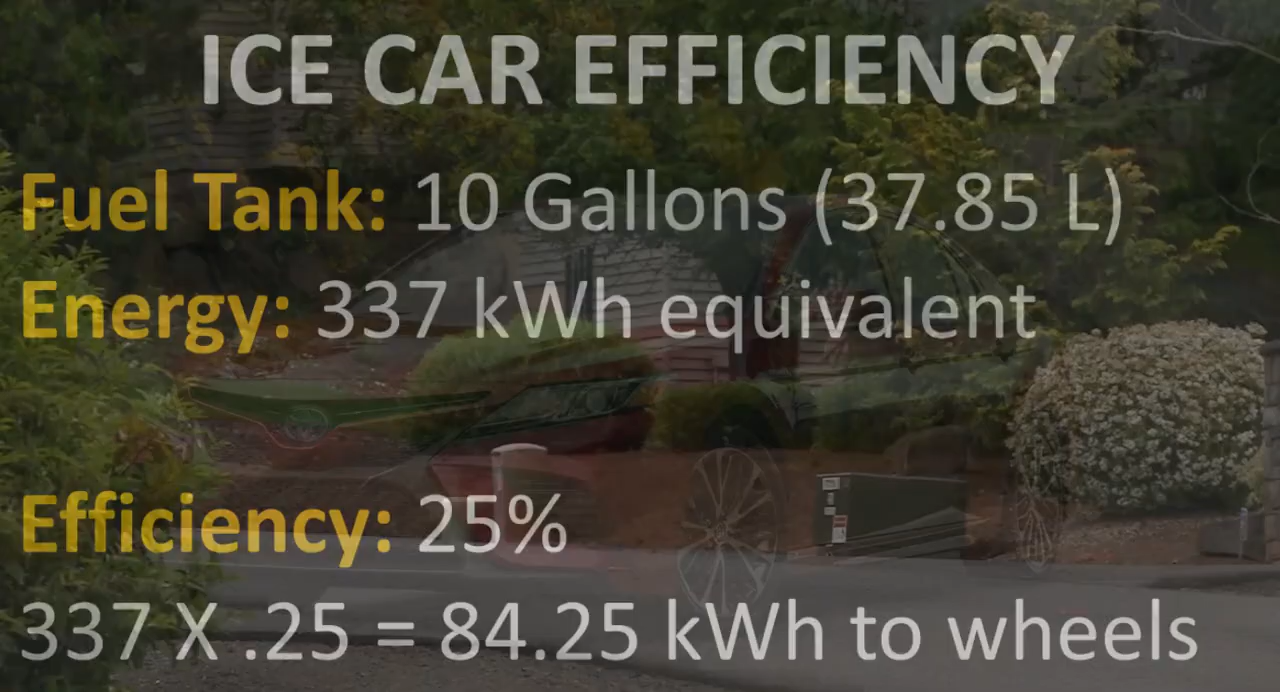 ICE CAR EFFICIENCY
Fuel Tank: 10 Gallons (37.85 L)
Energy: 337 kWh equivalent
Efficiency: 25%
337 X .25 = 84.25 kWh to wheels